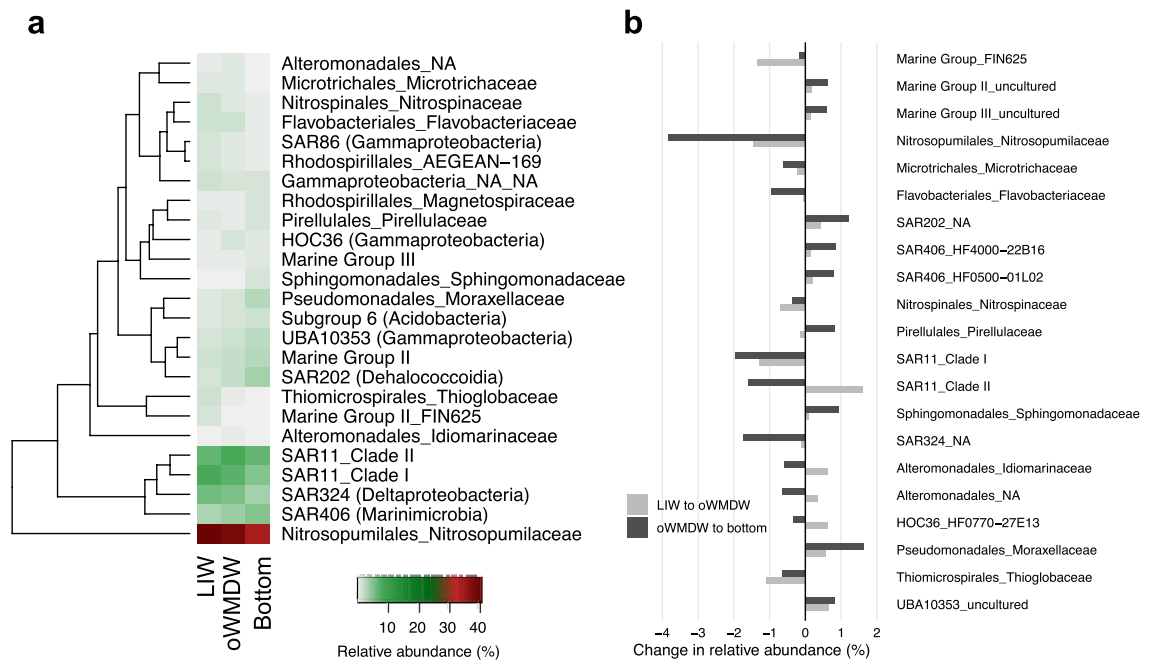 a
Alteromonadales_NA
Microtrichales_Microtrichaceae
Nitrospinales_Nitrospinaceae
Flavobacteriales_Flavobacteriaceae
SAR86 (Gammaproteobacteria)
Rhodospirillales_AEGEAN−169
Gammaproteobacteria_NA_NA
Rhodospirillales_Magnetospiraceae
Pirellulales_Pirellulaceae
HOC36 (Gammaproteobacteria)
Marine Group III
Sphingomonadales_Sphingomonadaceae
Pseudomonadales_Moraxellaceae
Subgroup 6 (Acidobacteria)
UBA10353 (Gammaproteobacteria)
Marine Group II
SAR202 (Dehalococcoidia)
Thiomicrospirales_Thioglobaceae
Marine Group II_FIN625
Alteromonadales_Idiomarinaceae
SAR11_Clade II
SAR11_Clade I
SAR324 (Deltaproteobacteria)
SAR406 (Marinimicrobia)
Nitrosopumilales_Nitrosopumilaceae
LIW
oWMDW
Bottom
10 20 30 40
Relative abundance (%)
b
Marine Group_FIN625
Marine Group II_uncultured
Marine Group III_uncultured
Nitrosopumilales_Nitrosopumilaceae
Microtrichales_Microtrichaceae
Flavobacteriales_Flavobacteriaceae
SAR202_NA
SAR406_HF4000−22B16
SAR406_HF0500−01L02
Nitrospinales_Nitrospinaceae
Pirellulales_Pirellulaceae
SAR11_Clade I
SAR11_Clade II
Sphingomonadales_Sphingomonadaceae
SAR324_NA
Alteromonadales_Idiomarinaceae
Alteromonadales_NA
HOC36_HF0770−27E13
Pseudomonadales_Moraxellaceae
Thiomicrospirales_Thioglobaceae
UBA10353_uncultured
LIW to oWMDW
oWMDW to bottom
−4 −3 −2 −1 0 1 2
Change in relative abundance (%)